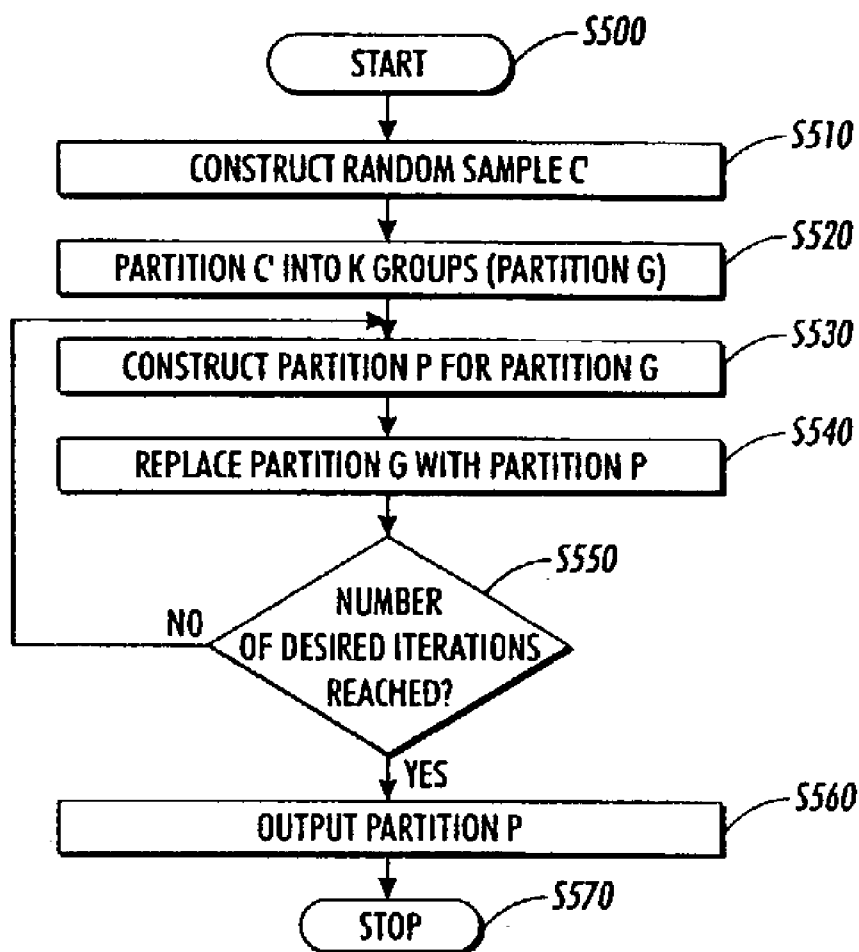 START
S500
CONSTRUCT RANDOM SAMPLE C'
S510
PARTITION C' INTO K GROUPS (PARTITION G)
S520
CONSTRUCT PARTITION P FOR PARTITION G
S530
REPLACE PARTITION G WITH PARTITION P
S540
NUMBER
OF DESIRED ITERATIONS
REACHED?
S550
NO
YES
OUTPUT PARTITION P
S560
STOP
S570